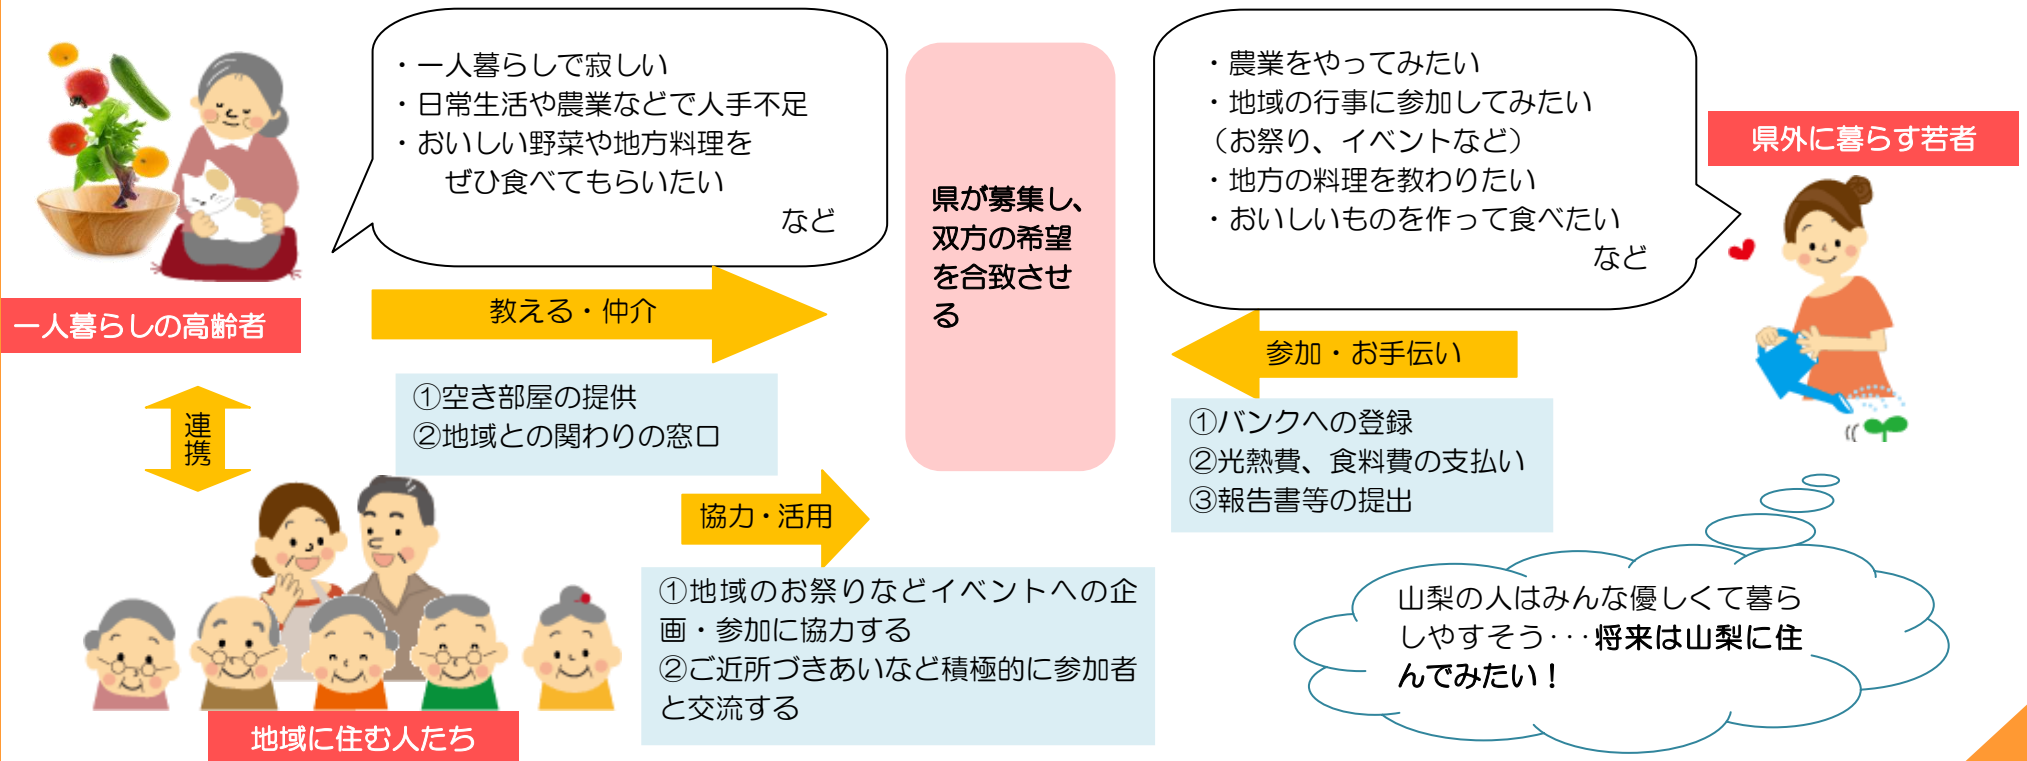 ・一人暮らしで寂しい
・日常生活や農業などで人手不足
・おいしい野菜や地方料理を
ぜひ食べてもらいたい
など
一人暮らしの高齢者
教える・仲介
①空き部屋の提供
②地域との関わりの窓口
連携
県が募集し、
双方の希望
を合致させ
る
・農業をやってみたい
・地域の行事に参加してみたい
（お祭り、イベントなど）
・地方の料理を教わりたい
・おいしいものを作って食べたい
など
県外に暮らす若者
参加・お手伝い
①バンクへの登録
②光熱費、食料費の支払い
③報告書等の提出
協力・活用
①地域のお祭りなどイベントへの企
画・参加に協力する
②ご近所づきあいなど積極的に参加者
と交流する
地域に住む人たち
山梨の人はみんな優しくて暮ら
しやすそう･･･将来は山梨に住
んでみたい！